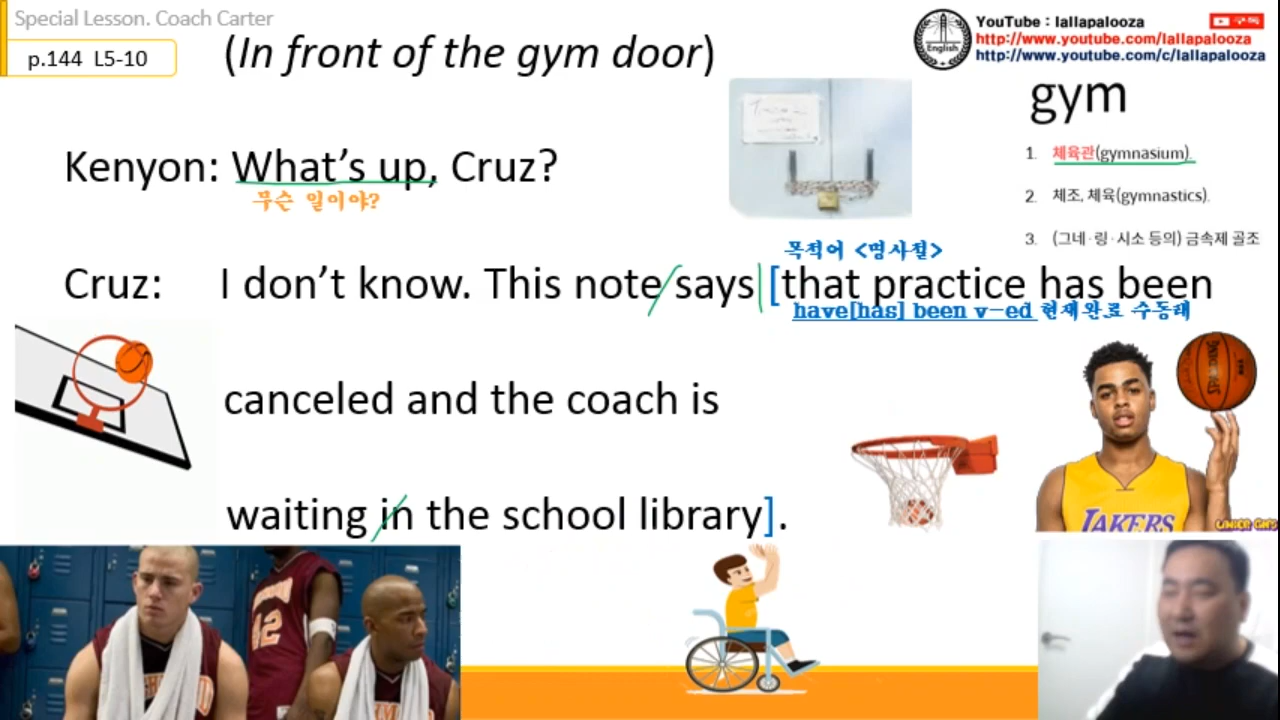 Special Lesson. Coach Carter
p.144 L5-10
(In front of the gym door)
English
YouTube : lallapalooza
구독
http://www.youtube.com/lallapalooza
http://www.youtube.com/c/lallapalooza
gym
1. 체육관(gymnasium).
2. 체조, 체육(gymnastics).
3. (그네·링·시소 등의) 금속제 골조
Kenyon: What's up, Cruz?
무슨 일이야?
목적어 <명사절>
Cruz: I don't know. This note/says [that practice has been
have[has] been v-ed 현재완료 수동태
canceled and the coach is
waiting in the school library].
SPALDING
LAKERS
42